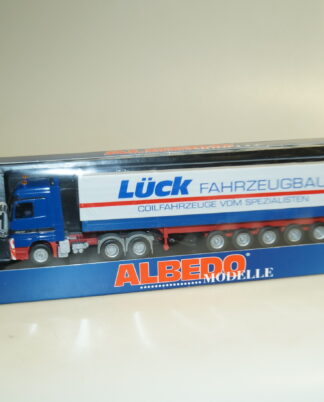 LÜCK FAHRZEUGBAU
COILFAHRZEUGE VOM SPEZIALISTEN
ALBEDO
MODELLE